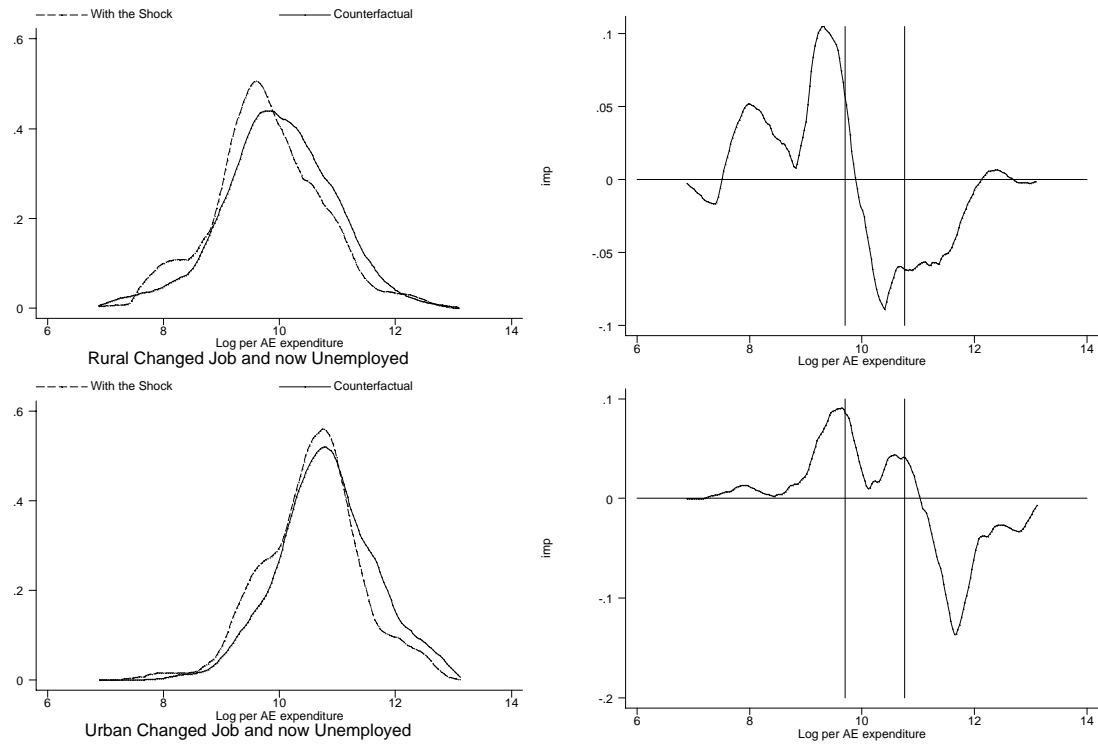 With the Shock Counterfactual
.6
.4
.2
0
6 8 10 12 14
Log per AE expenditure
Rural Changed Job and now Unemployed
.1
.05
0
-.05
-.1
imp
6 8 10 12 14
Log per AE expenditure
With the Shock Counterfactual
.6
.4
.2
0
6 8 10 12 14
Log per AE expenditure
Urban Changed Job and now Unemployed
.1
0
-.1
-.2
imp
6 8 10 12 14
Log per AE expenditure